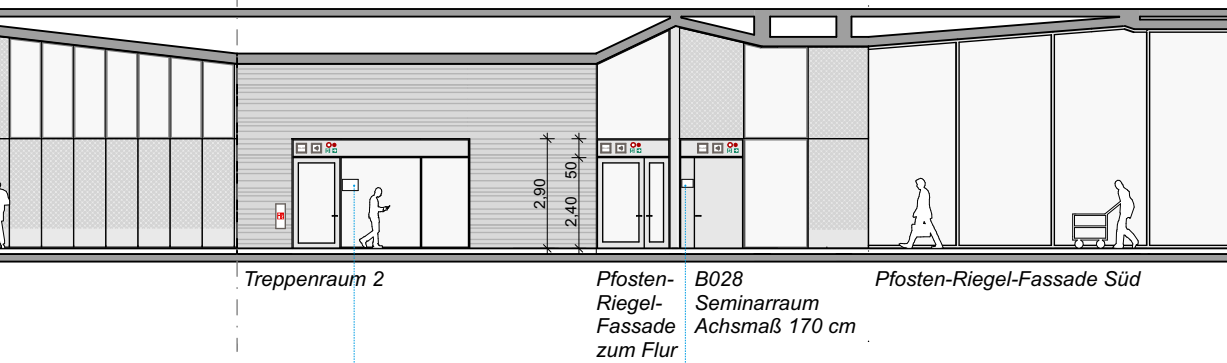 2,90
2,40
50
Treppenraum 2
Pfosten-
Riegel-
Fassade
zum Flur
B028
Seminarraum
Achsmaß 170 cm
Pfosten-Riegel-Fassade Süd